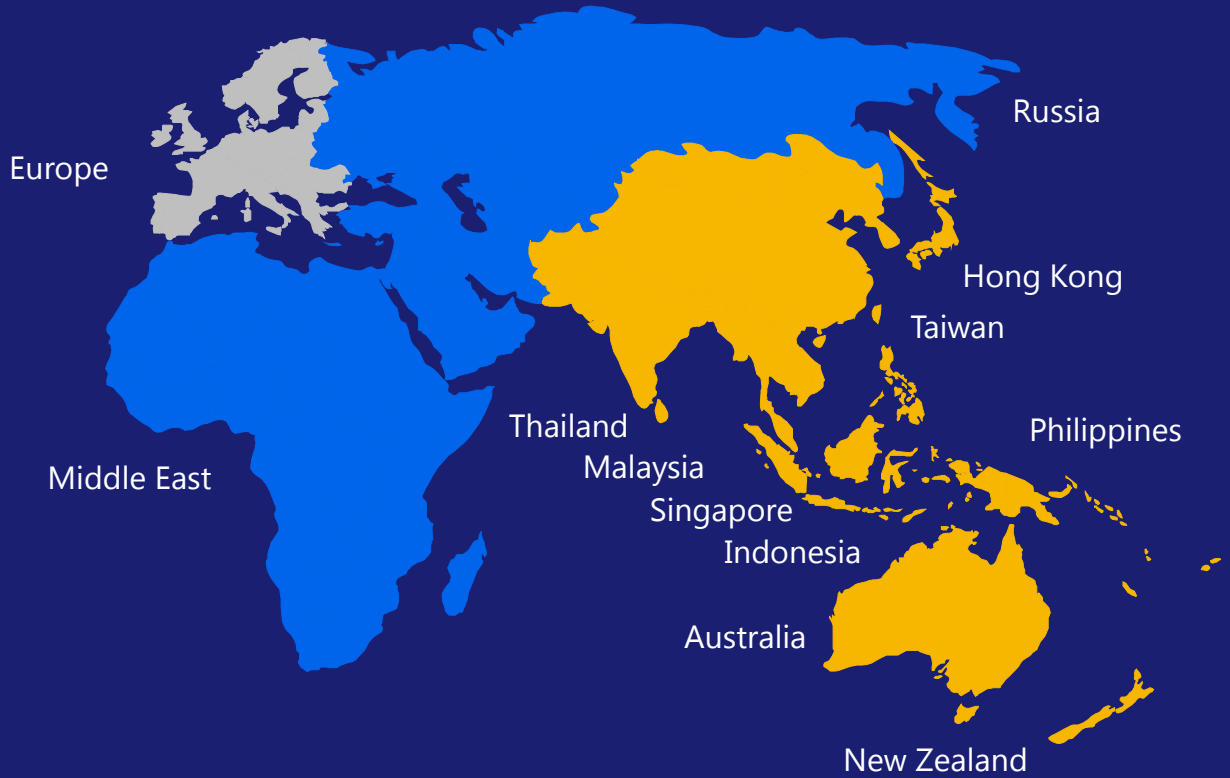 Russia
Europe
Hong Kong
Taiwan
Thailand
Philippines
Malaysia
Middle East
Singapore
Indonesia
Australia
New Zealand